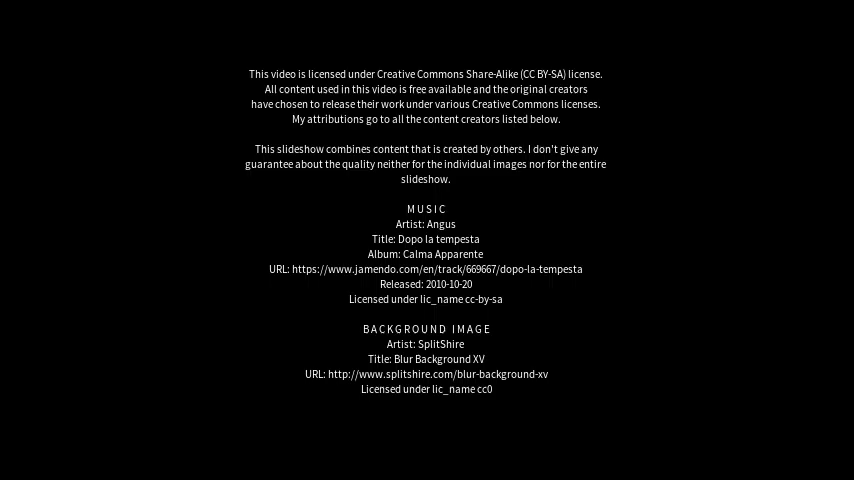 This video is licensed under Creative Commons Share-Alike (CC BY-SA) license.
All content used in this video is free available and the original creators
have chosen to release their work under various Creative Commons licenses.
My attributions go to all the content creators listed below.
This slideshow combines content that is created by others. I don't give any
guarantee about the quality neither for the individual images nor for the entire
slideshow.
MUSIC
Artist: Angus
Title: Dopo la tempesta
Album: Calma Apparente
URL: https://www.jamendo.com/en/track/669667/dopo-la-tempesta
Released: 2010-10-20
Licensed under lic_name cc-by-sa
BACKGROUND IMAGE
Artist: SplitShire
Title: Blur Background XV
URL: http://www.splitshire.com/blur-background-xv
Licensed under lic_name cc0